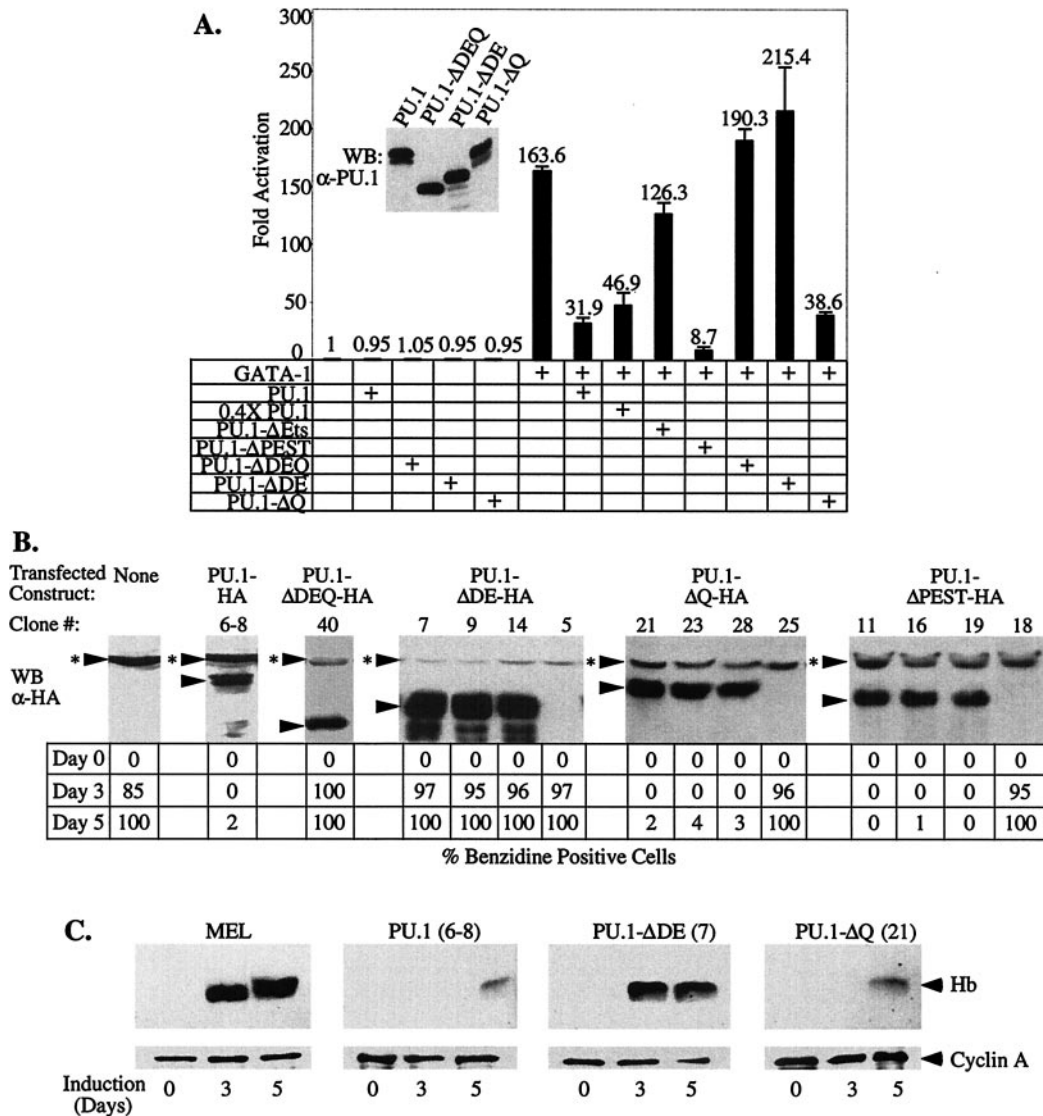 A.
300
250
200
150
100
50
0
Fold Activation
PU.1
PU.1-ΔDEQ
PU.1-ΔDE
PU.1-ΔQ
WB:
α-PU.1
1 0.95 1.05 0.95 0.95 163.6 31.9 46.9 126.3 8.7 190.3 215.4 38.6
GATA-1 + + + + + + + +
PU.1 + +
0.4X PU.1 +
PU.1-ΔEts +
PU.1-ΔPEST +
PU.1-ΔDEQ + +
PU.1-ΔDE + +
PU.1-ΔQ + +
B.
Transfected Construct: None PU.1-HA PU.1-ΔDEQ-HA PU.1-ΔDE-HA PU.1-ΔQ-HA PU.1-ΔPEST-HA
Clone #: 6-8 40 7 9 14 5 21 23 28 25 11 16 19 18
* * * * * *
WB
α-HA
Day 0 0 0 0 0 0 0 0 0 0 0 0 0 0 0 0
Day 3 85 0 100 97 95 96 97 0 0 0 96 0 0 0 95
Day 5 100 2 100 100 100 100 100 2 4 3 100 0 1 0 100
% Benzidine Positive Cells
C.
MEL PU.1 (6-8) PU.1-ΔDE (7) PU.1-ΔQ (21)
Hb
Cyclin A
Induction (Days) 0 3 5 0 3 5 0 3 5 0 3 5